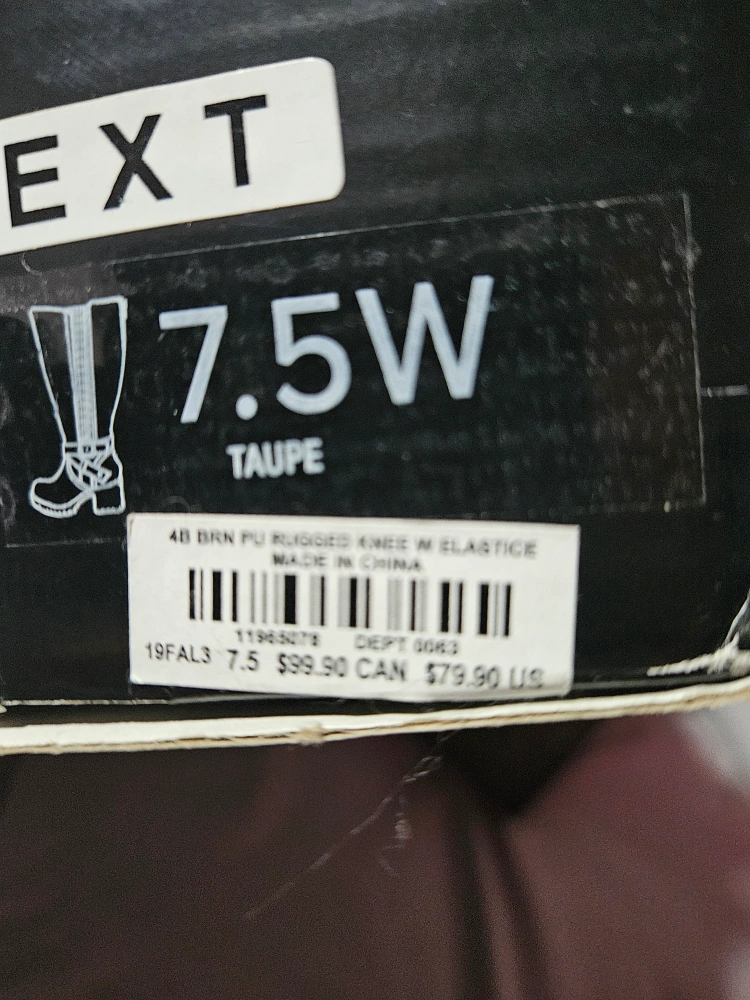 EXT
7.5W
TAUPE
4B BRN PU RUGGED KNEE W ELASTICE
MADE IN CHINA
11965078 DEPT 0063
19FAL3 7.5 $99.90 CAN $79.90 US